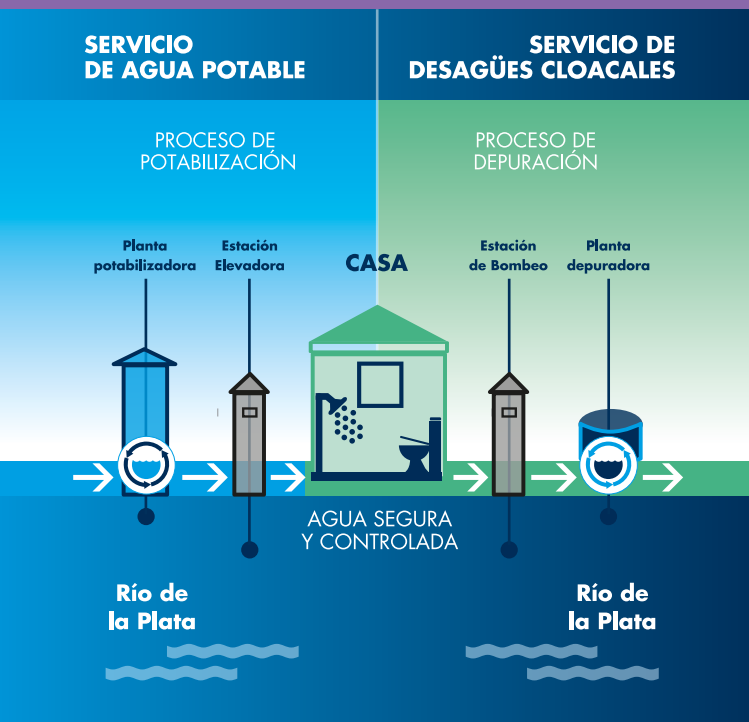 SERVICIO
DE AGUA POTABLE
SERVICIO DE
DESAGÜES CLOACALES
PROCESO DE
POTABILIZACIÓN
PROCESO DE
DEPURACIÓN
Planta
potabilizadora
Estación
Elevadora
CASA
Estación
de Bombeo
Planta
depuradora
AGUA SEGURA
Y CONTROLADA
Río de
la Plata
Río de
la Plata